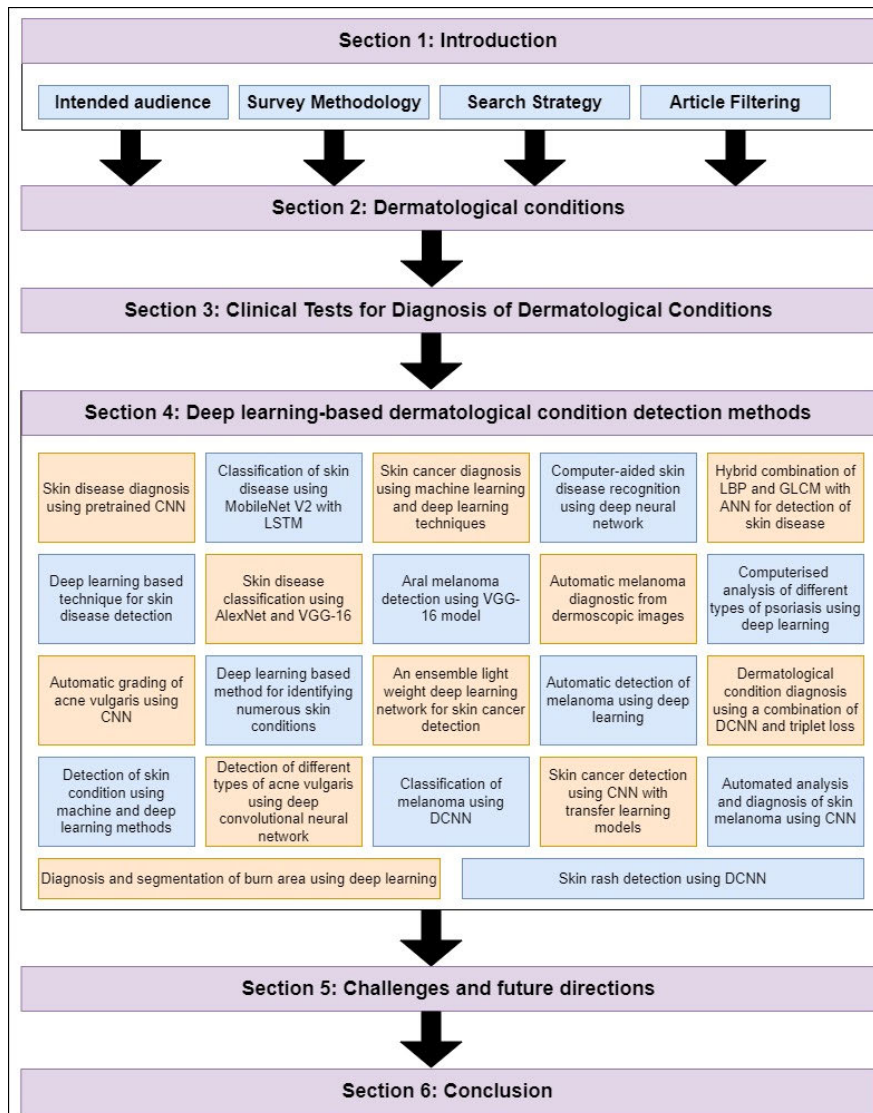 Section 1: Introduction
Intended audience
Survey Methodology
Search Strategy
Article Filtering
Section 2: Dermatological conditions
Section 3: Clinical Tests for Diagnosis of Dermatological Conditions
Section 4: Deep learning-based dermatological condition detection methods
Skin disease diagnosis
using pretrained CNN
Classification of skin
disease using
MobileNet V2 with
LSTM
Skin cancer diagnosis
using machine learning
and deep learning
techniques
Computer-aided skin
disease recognition
using deep neural
network
Hybrid combination of
LBP and GLCM with
ANN for detection of
skin disease
Deep learning based
technique for skin
disease detection
Skin disease
classification using
AlexNet and VGG-16
Aral melanoma
detection using VGG-
16 model
Automatic melanoma
diagnostic from
dermoscopic images
Computerised
analysis of different
types of psoriasis using
deep learning
Automatic grading of
acne vulgaris using
CNN
Deep learning based
method for identifying
numerous skin
conditions
An ensemble light
weight deep learning
network for skin cancer
detection
Automatic detection of
melanoma using deep
learning
Dermatological
condition diagnosis
using a combination of
DCNN and triplet loss
Detection of skin
condition using
machine and deep
learning methods
Detection of different
types of acne vulgaris
using deep
convolutional neural
network
Classification of
melanoma using
DCNN
Skin cancer detection
using CNN with
transfer learning
models
Automated analysis
and diagnosis of skin
melanoma using CNN
Diagnosis and segmentation of burn area using deep learning
Skin rash detection using DCNN
Section 5: Challenges and future directions
Section 6: Conclusion